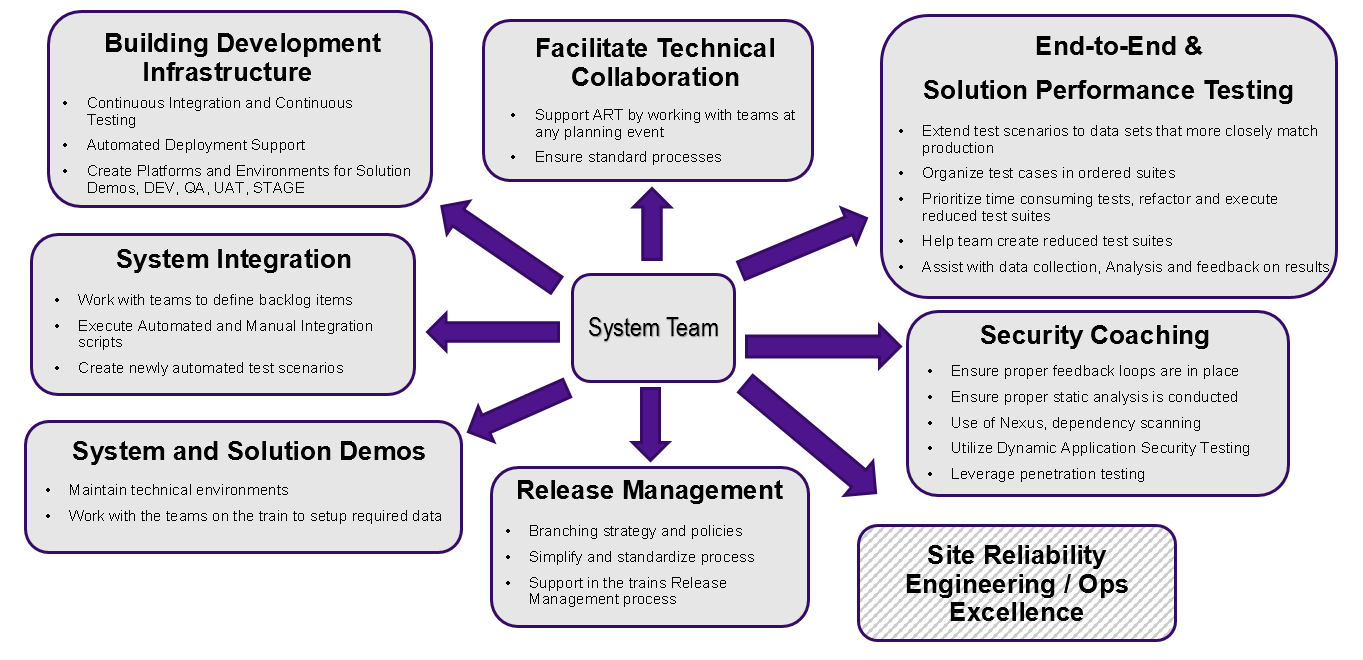 Building Development
Infrastructure
• Continuous Integration and Continuous
Testing
• Automated Deployment Support
• Create Platforms and Environments for Solution
Demos, DEV, QA, UAT, STAGE
Facilitate Technical
Collaboration
• Support ART by working with teams at
any planning event
• Ensure standard processes
End-to-End &
Solution Performance Testing
• Extend test scenarios to data sets that more closely match
production
• Organize test cases in ordered suites
• Prioritize time consuming tests, refactor and execute
reduced test suites
• Help team create reduced test suites
• Assist with data collection, Analysis and feedback on results
System Integration
• Work with teams to define backlog items
• Execute Automated and Manual Integration
scripts
• Create newly automated test scenarios
System Team
Security Coaching
• Ensure proper feedback loops are in place
• Ensure proper static analysis is conducted
• Use of Nexus, dependency scanning
• Utilize Dynamic Application Security Testing
• Leverage penetration testing
System and Solution Demos
• Maintain technical environments
• Work with the teams on the train to setup required data
Release Management
• Branching strategy and policies
• Simplify and standardize process
• Support in the trains Release
Management process
Site Reliability
Engineering / Ops
Excellence